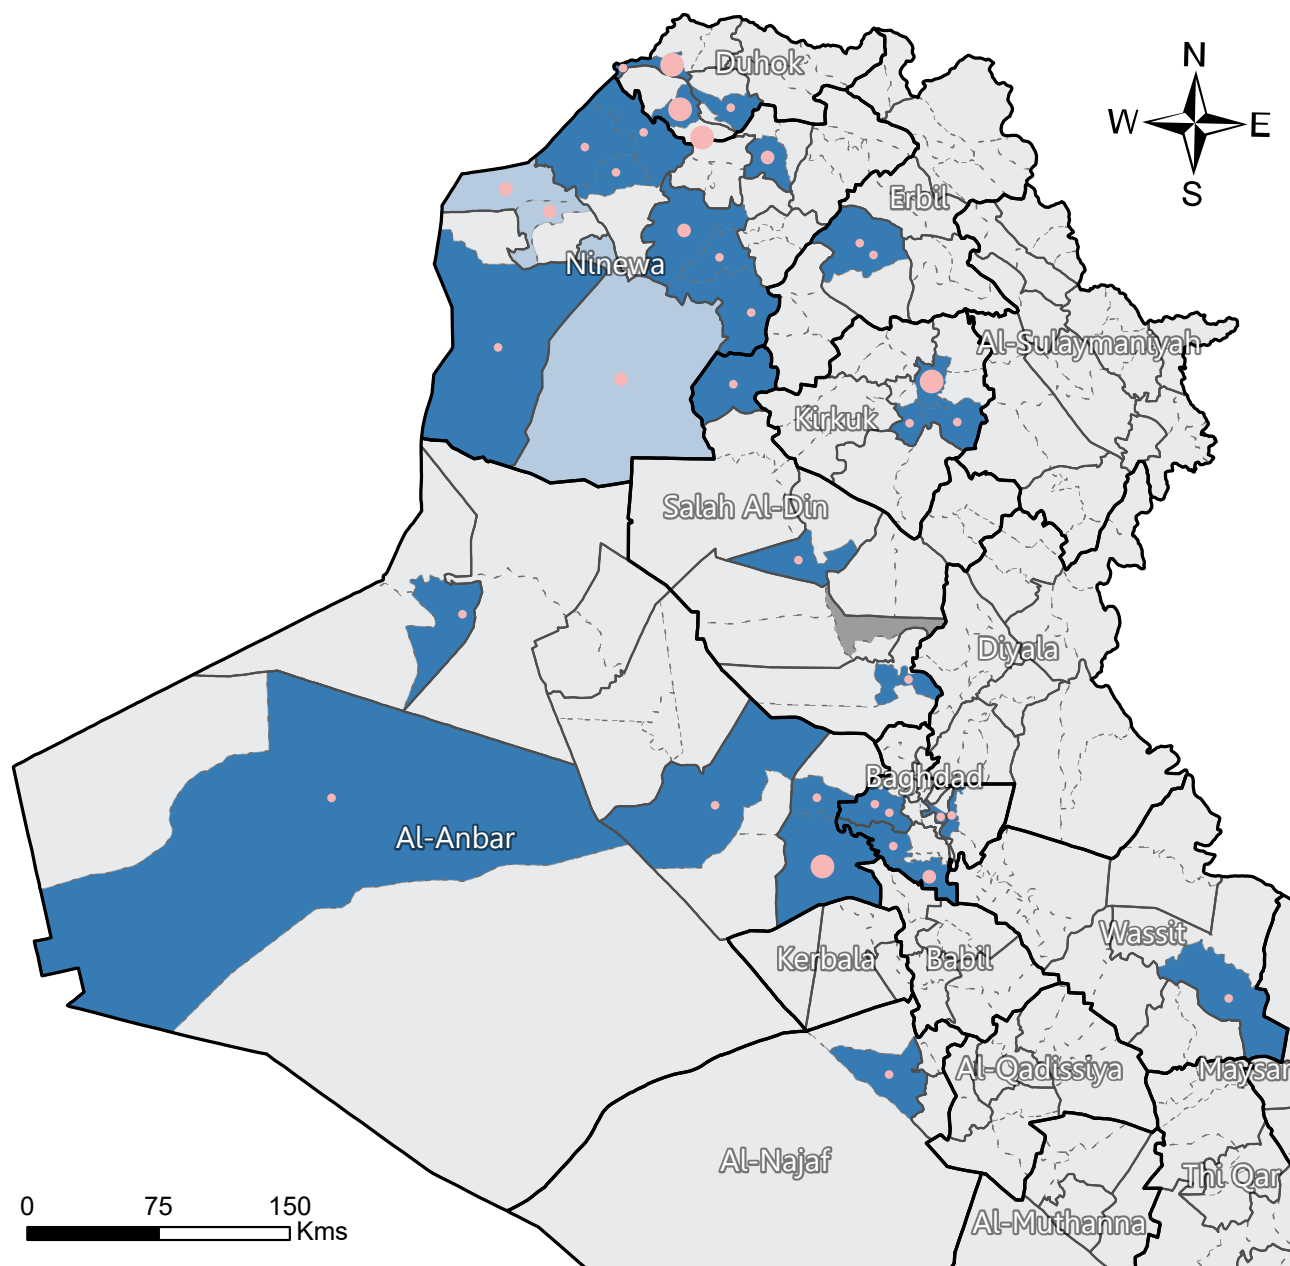 N
Duhok
W E
S
Erbil
Ninewa
Al-Sulaymaniyah
Kirkuk
Salah Al-Din
Diyala
Baghdad
Al-Anbar
Wassit
Kerbala
Babil
Al-Qadissiya
Maysan
Al-Najaf
Thi Qar
0 75 150
Kms
Al-Muthanna